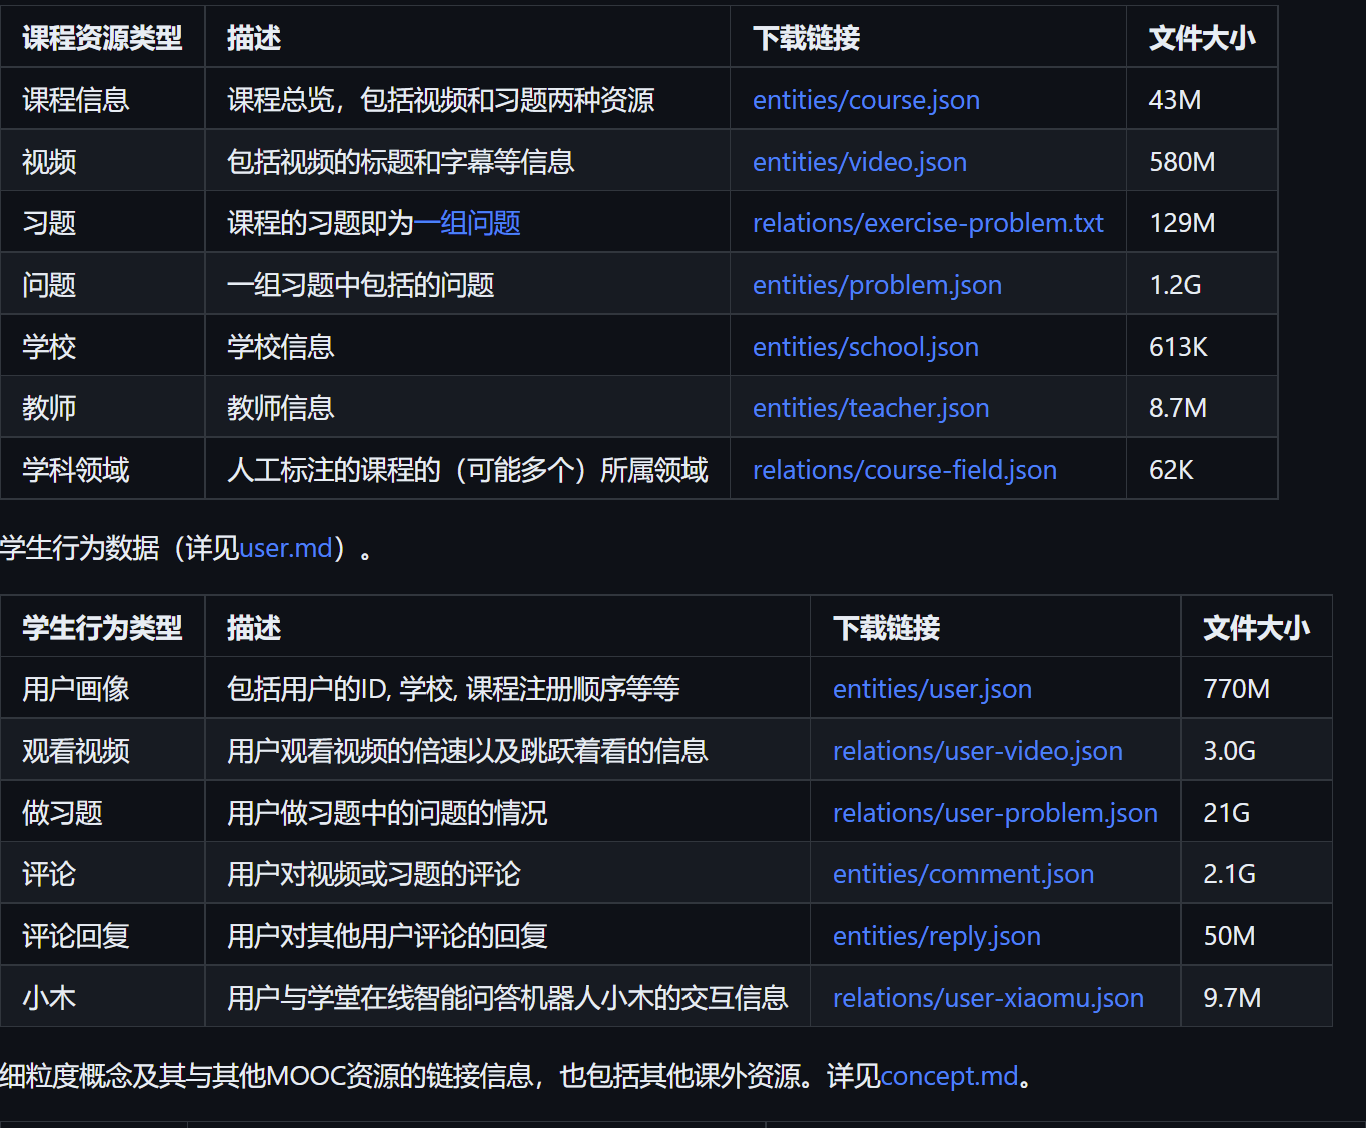 课程资源类型 描述 下载链接 文件大小
课程信息 课程总览，包括视频和习题两种资源 entities/course.json 43M
视频 包括视频的标题和字幕等信息 entities/video.json 580M
习题 课程的习题即为一组问题 relations/exercise-problem.txt 129M
问题 一组习题中包括的问题 entities/problem.json 1.2G
学校 学校信息 entities/school.json 613K
教师 教师信息 entities/teacher.json 8.7M
学科领域 人工标注的课程的（可能多个）所属领域 relations/course-field.json 62K
学生行为数据（详见user.md）。
学生行为类型 描述 下载链接 文件大小
用户画像 包括用户的ID, 学校, 课程注册顺序等等 entities/user.json 770M
观看视频 用户观看视频的倍速以及跳跃着看的信息 relations/user-video.json 3.0G
做习题 用户做习题中的问题的情况 relations/user-problem.json 21G
评论 用户对视频或习题的评论 entities/comment.json 2.1G
评论回复 用户对其他用户评论的回复 entities/reply.json 50M
小木 用户与学堂在线智能问答机器人小木的交互信息 relations/user-xiaomu.json 9.7M
细粒度概念及其与其他MOOC资源的链接信息，也包括其他课外资源。详见concept.md。